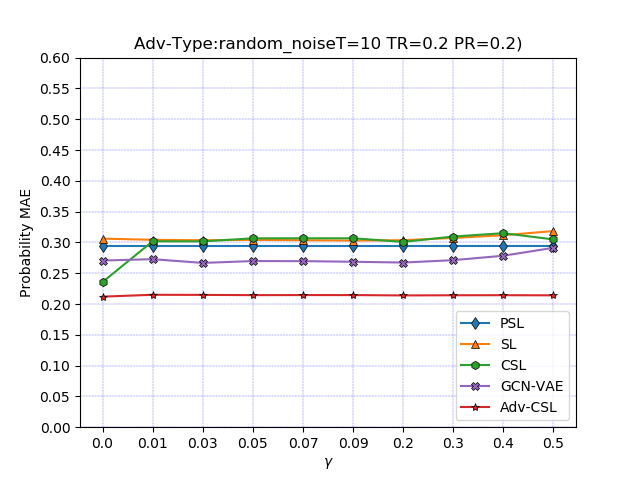 Adv-Type:random_noiseT=10 TR=0.2 PR=0.2)
0.60
0.55
0.50
0.45
0.40
0.35
0.30
0.25
0.20
0.15
0.10
0.05
0.00
Probability MAE
PSL
SL
CSL
GCN-VAE
Adv-CSL
0.0 0.01 0.03 0.05 0.07 0.09 0.2 0.3 0.4 0.5
γ